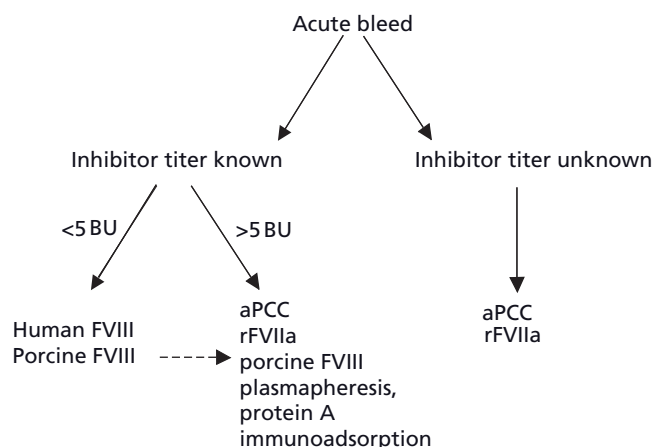 Acute bleed
Inhibitor titer known
Inhibitor titer unknown
<5 BU
>5 BU
Human FVIII
Porcine FVIII
aPCC
rFVIIa
porcine FVIII
plasmapheresis,
protein A
immunoadsorption
aPCC
rFVIIa